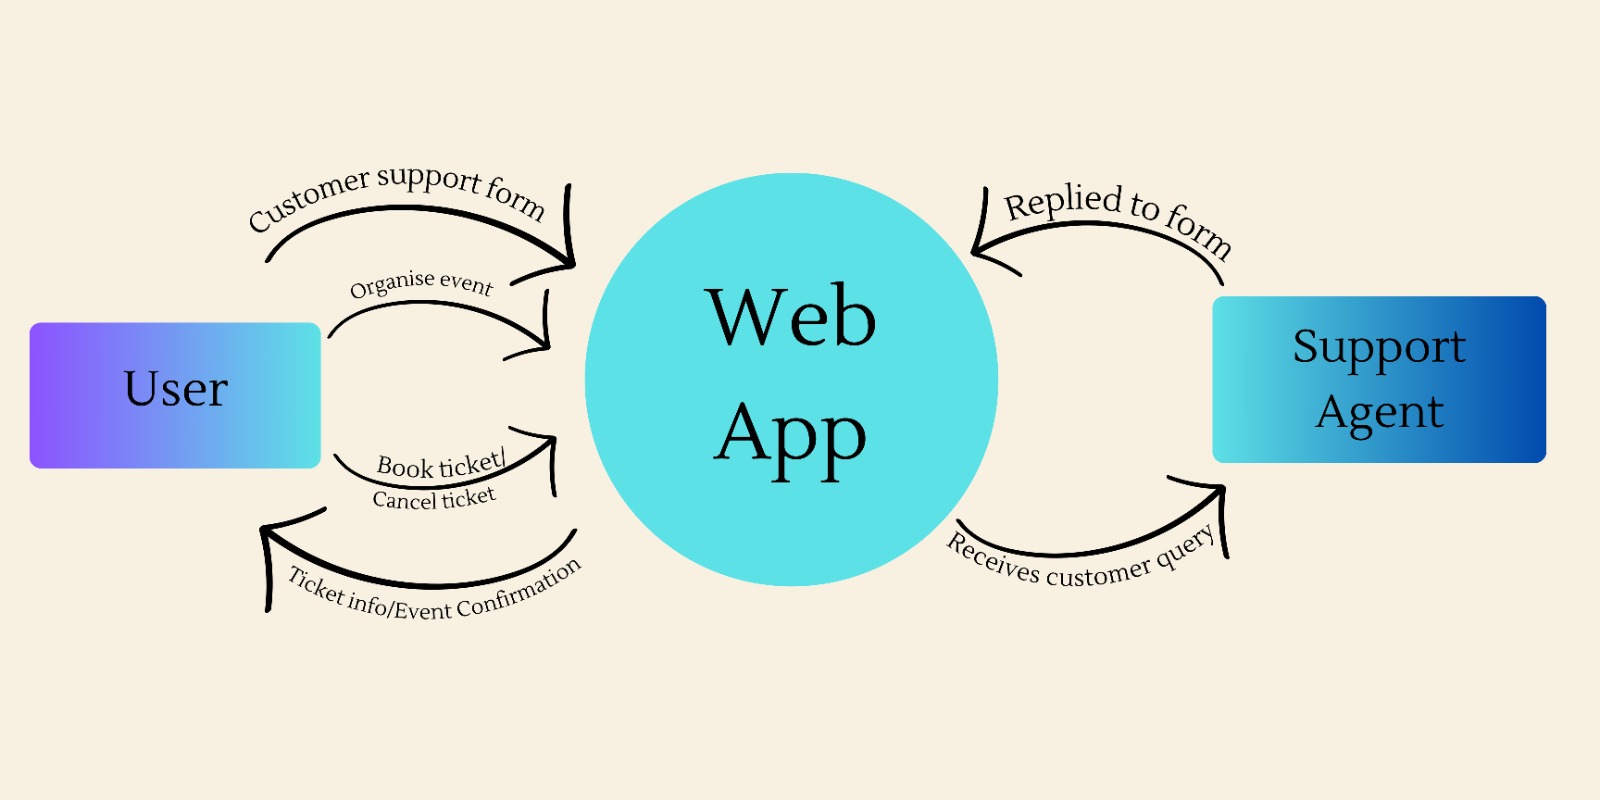 Customer support form
Organise event
User
Book ticket/
Cancel ticket
Ticket info/Event Confirmation
Web
App
Replied to form
Support
Agent
Receives customer query